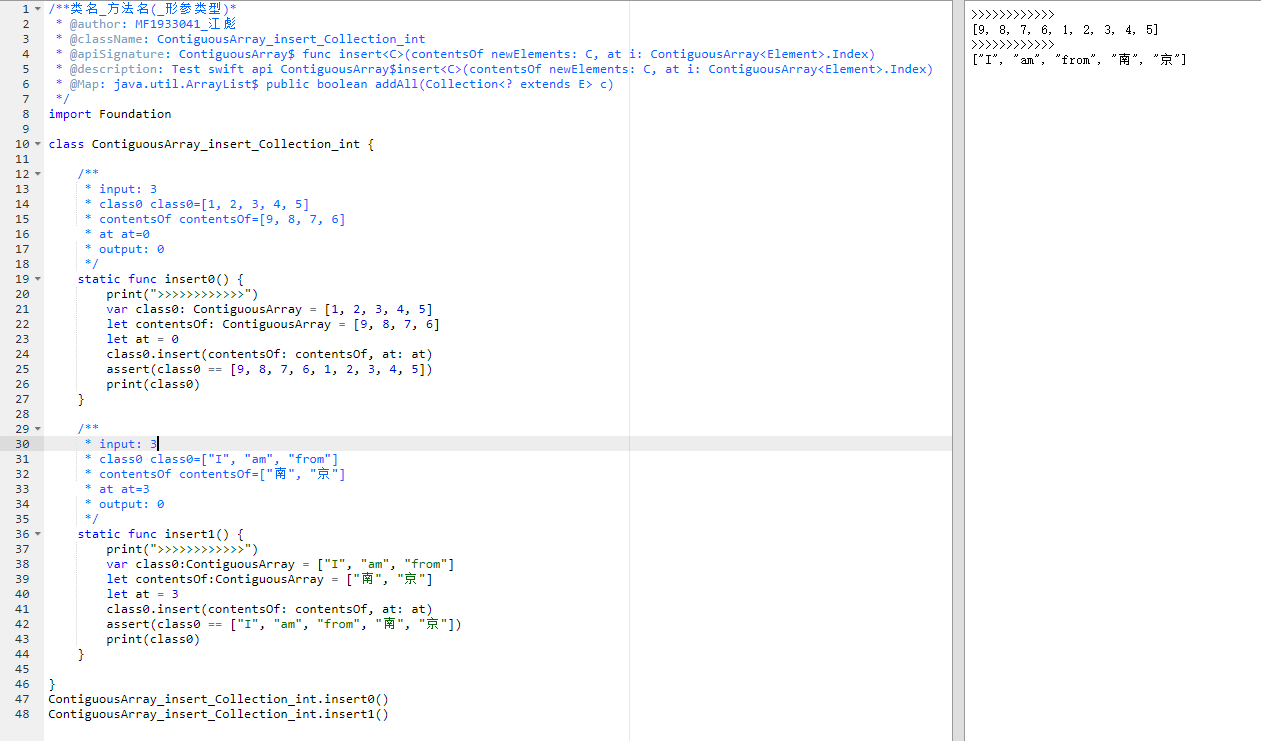 1 /**类名_方法名(_形参类型)*
2  * @author: MF1933041_江彪
3  * @className: ContiguousArray_insert_Collection_int
4  * @apiSignature: ContiguousArray$ func insert<C>(contentsOf newElements: C, at i: ContiguousArray<Element>.Index)
5  * @description: Test swift api ContiguousArray$insert<C>(contentsOf newElements: C, at i: ContiguousArray<Element>.Index)
6  * @Map: java.util.ArrayList$ public boolean addAll(Collection<? extends E> c)
7  */
8 import Foundation
9
10 class ContiguousArray_insert_Collection_int {
11
12     /**
13      * input: 3
14      * class0 class0=[1, 2, 3, 4, 5]
15      * contentsOf contentsOf=[9, 8, 7, 6]
16      * at at=0
17      * output: 0
18      */
19     static func insert0() {
20         print(">>>>>>>>>>>>")
21         var class0: ContiguousArray = [1, 2, 3, 4, 5]
22         let contentsOf: ContiguousArray = [9, 8, 7, 6]
23         let at = 0
24         class0.insert(contentsOf: contentsOf, at: at)
25         assert(class0 == [9, 8, 7, 6, 1, 2, 3, 4, 5])
26         print(class0)
27     }
28
29     /**
30      * input: 3
31      * class0 class0=["I", "am", "from"]
32      * contentsOf contentsOf=["南", "京"]
33      * at at=3
34      * output: 0
35      */
36     static func insert1() {
37         print(">>>>>>>>>>>>")
38         var class0:ContiguousArray = ["I", "am", "from"]
39         let contentsOf:ContiguousArray = ["南", "京"]
40         let at = 3
41         class0.insert(contentsOf: contentsOf, at: at)
42         assert(class0 == ["I", "am", "from", "南", "京"])
43         print(class0)
44     }
45
46 }
47 ContiguousArray_insert_Collection_int.insert0()
48 ContiguousArray_insert_Collection_int.insert1()
>>>>>>>>>>>>
[9, 8, 7, 6, 1, 2, 3, 4, 5]
>>>>>>>>>>>>
["I", "am", "from", "南", "京"]